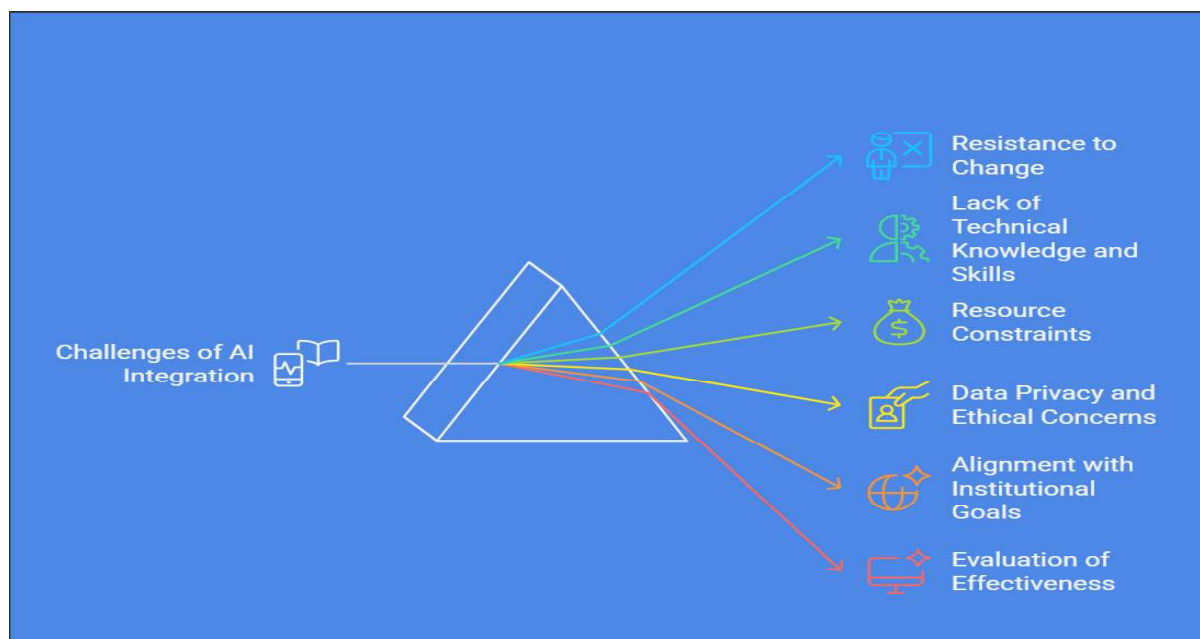 Challenges of AI
Integration
Resistance to
Change
Lack of
Technical
Knowledge and
Skills
Resource
Constraints
$
Data Privacy and
Ethical Concerns
Alignment with
Institutional
Goals
Evaluation of
Effectiveness